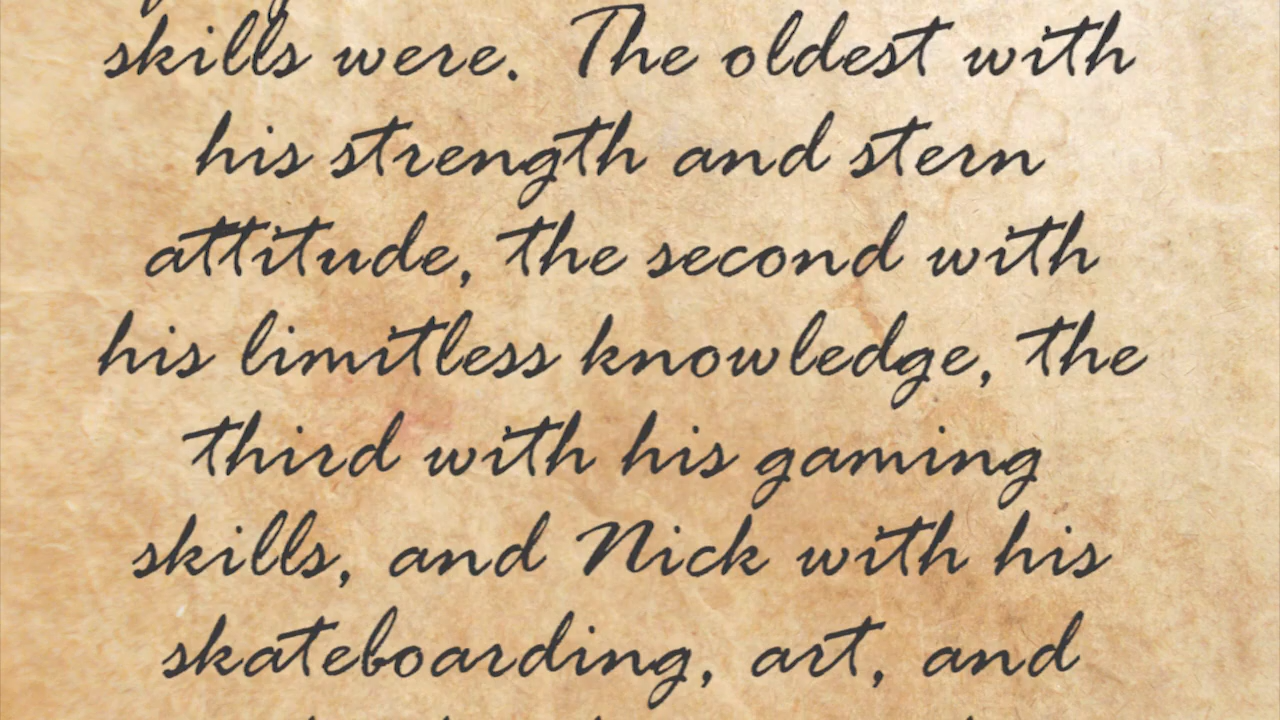 skills were. The oldest with
his strength and stern
attitude, the second with
his limitless knowledge, the
third with his gaming
skills, and Nick with his
skateboarding, art, and